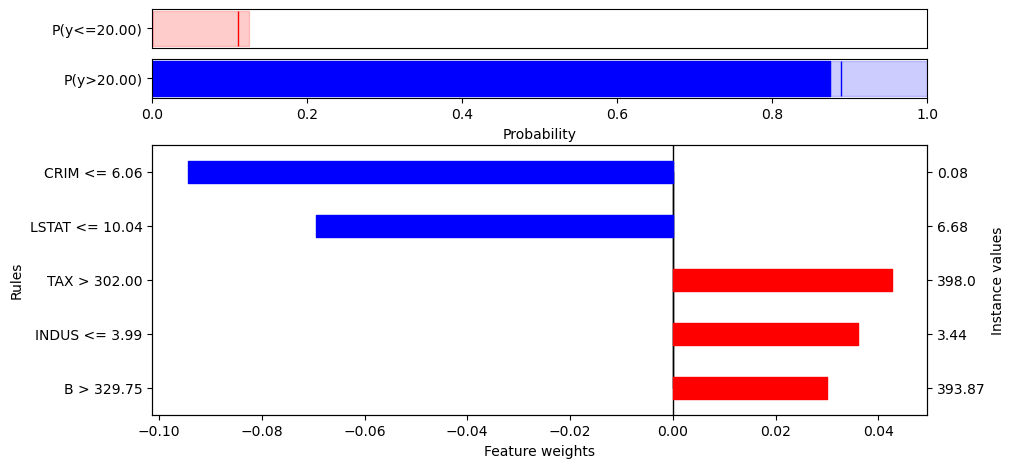 P(y<=20.00)
P(y>20.00)
0.0 0.2 0.4 0.6 0.8 1.0
Probability
Rules
CRIM <= 6.06 0.08
LSTAT <= 10.04 6.68
TAX > 302.00 398.0
INDUS <= 3.99 3.44
B > 329.75 393.87
Instance values
−0.10 −0.08 −0.06 −0.04 −0.02 0.00 0.02 0.04
Feature weights